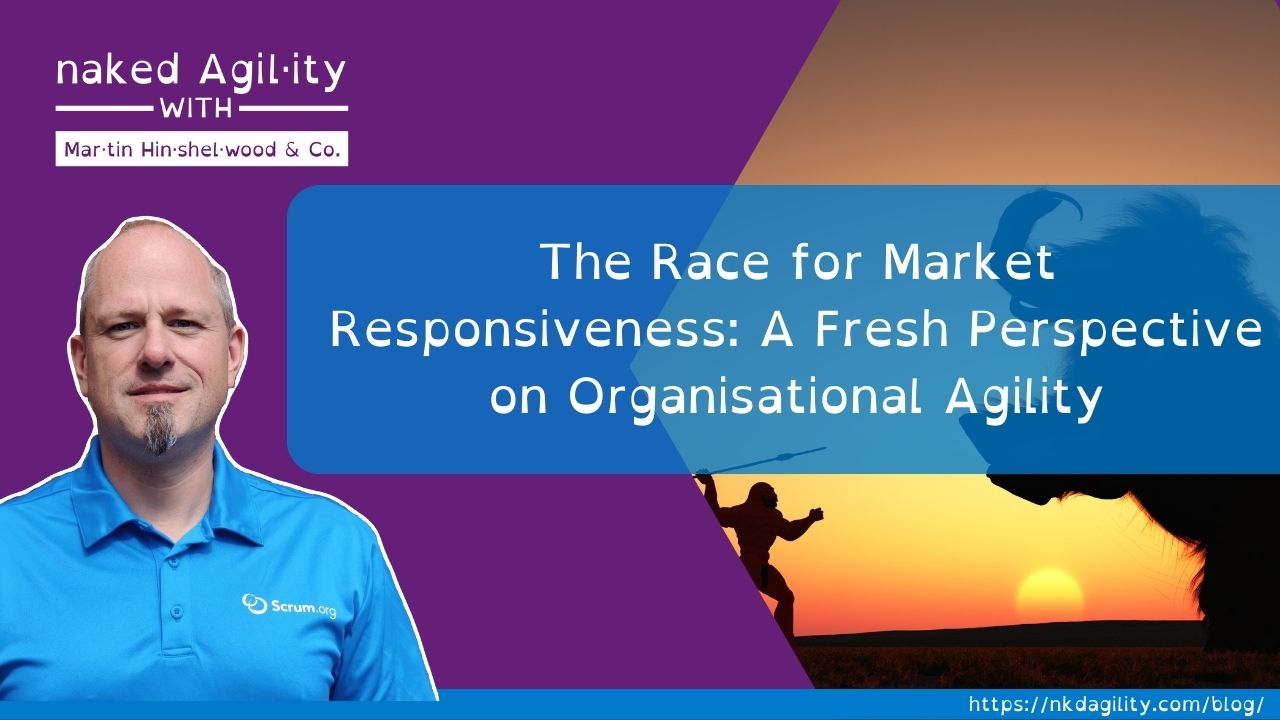 naked Agil·ity
WITH
Mar·tin Hin·shel·wood & Co.
The Race for Market
Responsiveness: A Fresh Perspective
on Organisational Agility
Scrum.org
https://nkdagility.com/blog/